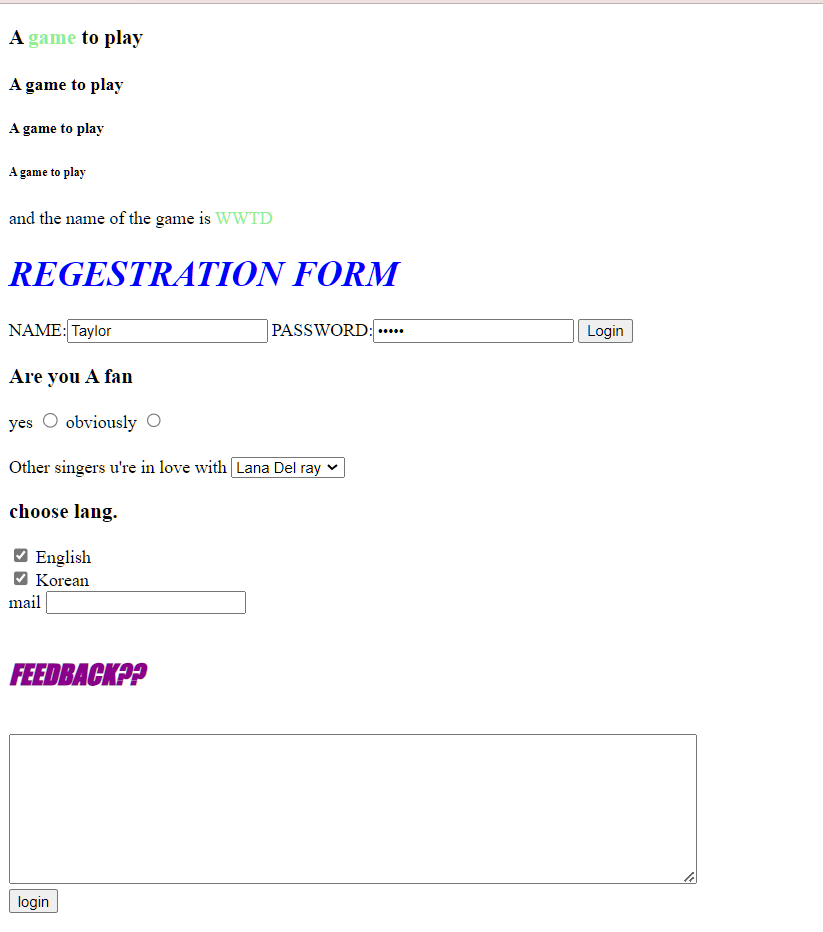 A game to play
A game to play
A game to play
A game to play
and the name of the game is WWTD
REGESTRATION FORM
NAME: Taylor PASSWORD: ••••• Login
Are you A fan
yes obviously
Other singers u're in love with Lana Del ray
choose lang.
English
Korean
mail
FEEDBACK??
login